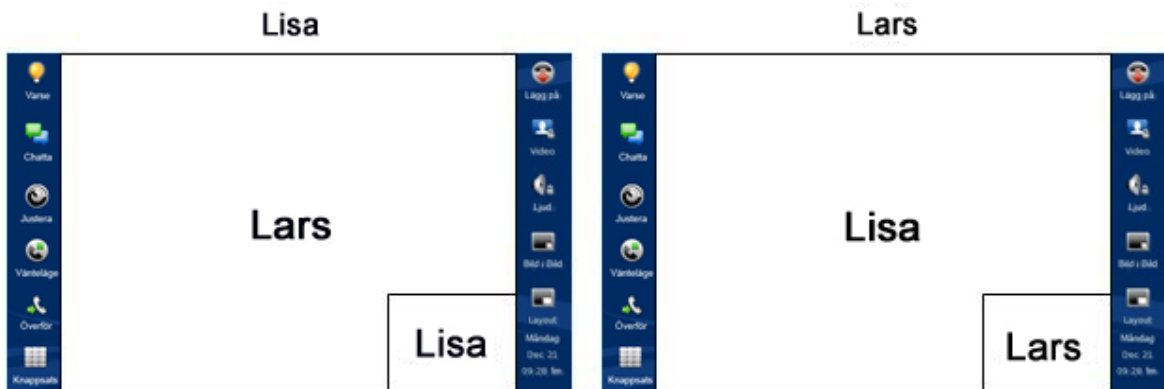 Lisa
Varse
Chatta
Justera
Vänteläge
Överför
Knappsats
Lars
Lisa
Lägg på
Video
Ljud
Bild i Bild
Layout
Måndag
Dec 21
09:28 fm
Lars
Varse
Chatta
Justera
Vänteläge
Överför
Knappsats
Lisa
Lars
Lägg på
Video
Ljud
Bild i Bild
Layout
Måndag
Dec 21
09:28 fm